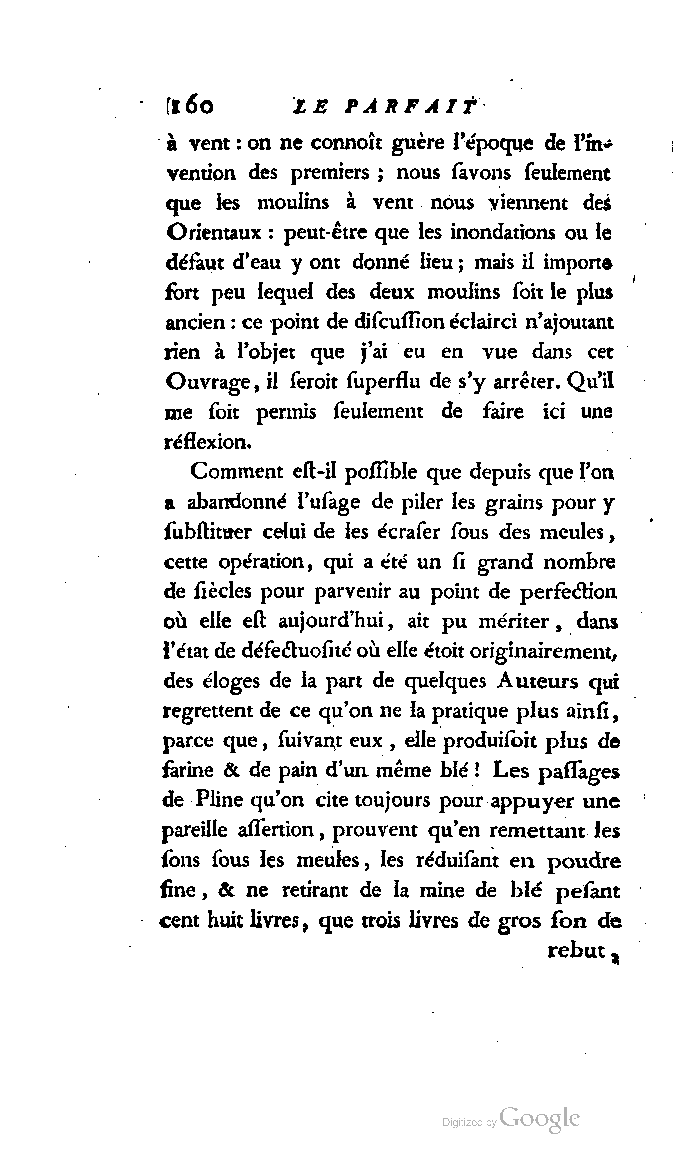 160 LE PARFAIT
à vent : on ne connoît guère l'époque de l'in-
vention des premiers ; nous ſavons ſeulement
que les moulins à vent nous viennent des
Orientaux : peut-être que les inondations ou le
défaut d'eau y ont donné lieu ; mais il importe
fort peu lequel des deux moulins ſoit le plus
ancien : ce point de diſcuſſion éclairci n'ajoutant
rien à l'objet que j'ai eu en vue dans cet
Ouvrage, il ſeroit ſuperflu de s'y arrêter. Qu'il
me ſoit permis ſeulement de faire ici une
réflexion.
Comment eſt-il poſſible que depuis que l'on
a abandonné l'uſage de piler les grains pour y
ſubſtituer celui de les écraſer ſous des meules,
cette opération, qui a été un ſi grand nombre
de ſiècles pour parvenir au point de perfection
où elle eſt aujourd'hui, ait pu mériter, dans
l'état de défectuoſité où elle étoit originairement,
des éloges de la part de quelques Auteurs qui
regrettent de ce qu'on ne la pratique plus ainſi,
parce que, ſuivant eux, elle produiſoit plus de
farine & de pain d'un même blé ! Les paſſages
de Pline qu'on cite toujours pour appuyer une
pareille aſſertion, prouvent qu'en remettant les
ſons ſous les meules, les réduiſant en poudre
fine, & ne retirant de la mine de blé peſant
cent huit livres, que trois livres de gros ſon de
rebut,
Digitized by Google